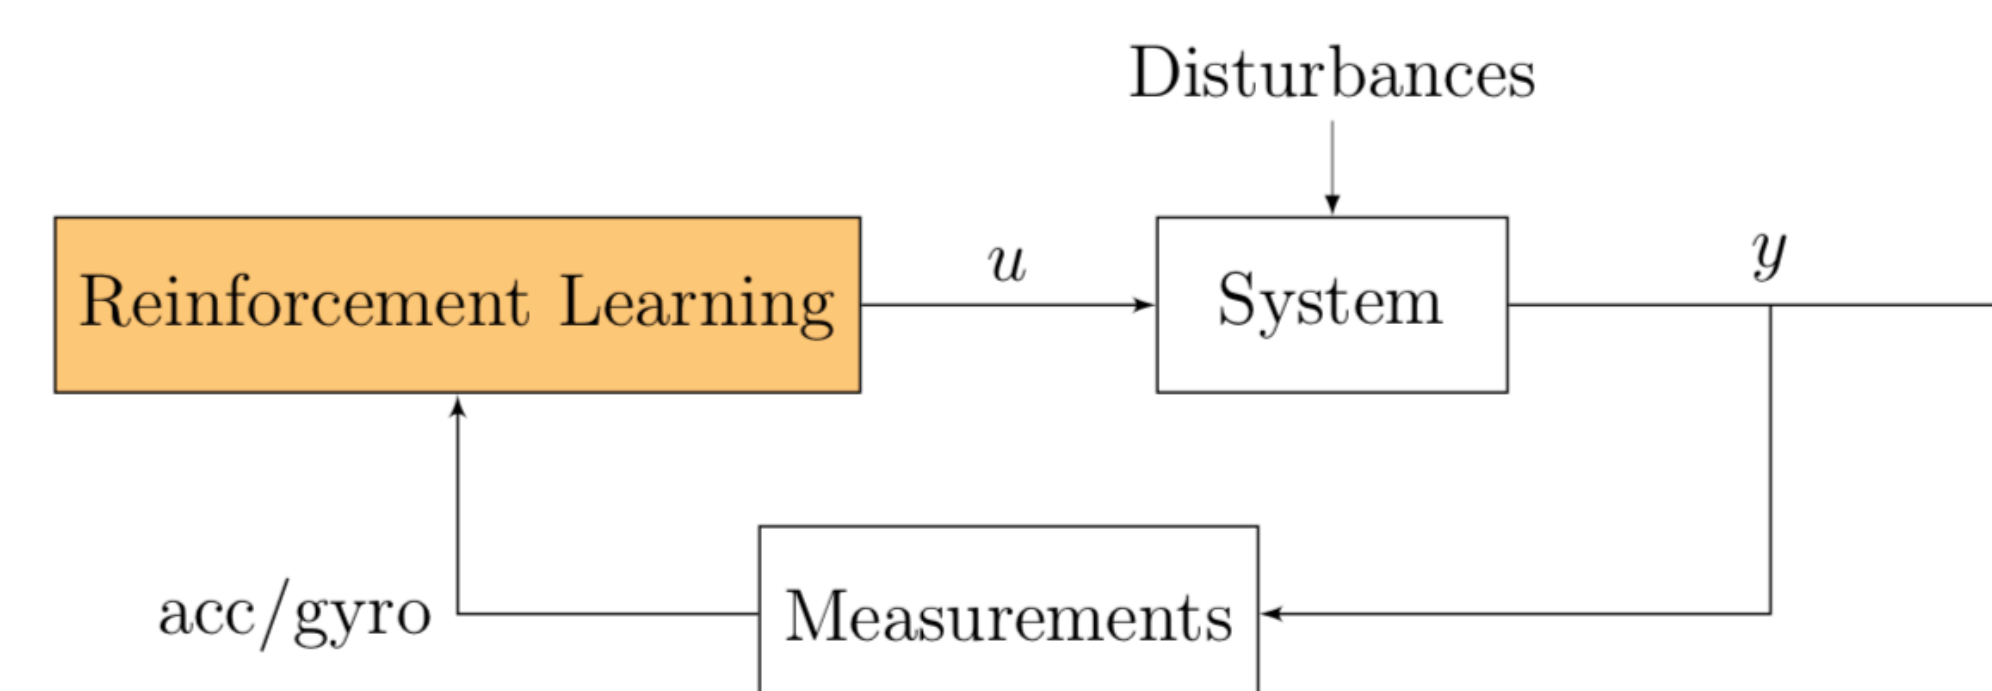 Disturbances
Reinforcement Learning
u
System
y
acc/gyro
Measurements